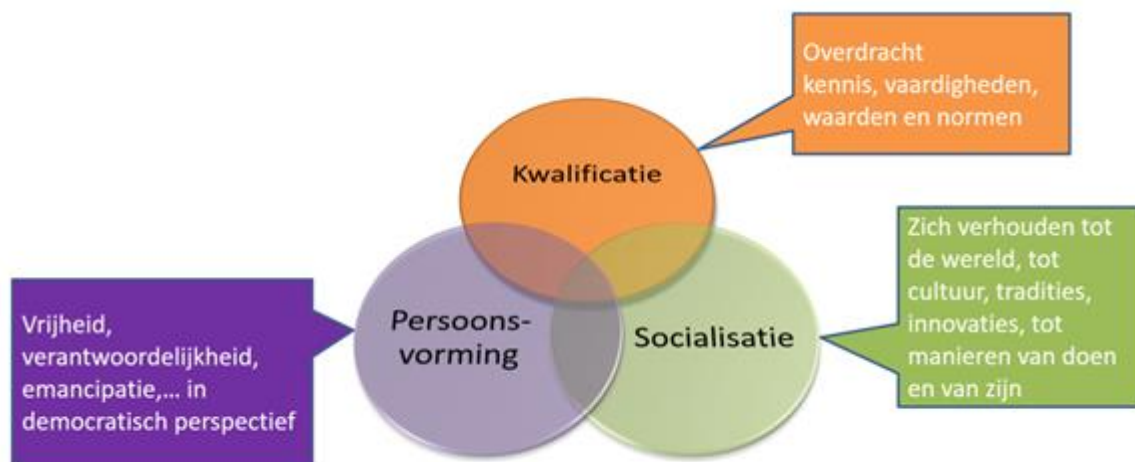 Overdracht
kennis, vaardigheden,
waarden en normen
Kwalificatie
Zich verhouden tot
de wereld, tot
cultuur, tradities,
innovaties, tot
manieren van doen
en van zijn
Vrijheid,
verantwoordelijkheid,
emancipatie,... in
democratisch perspectief
Persoons-
vorming
Socialisatie